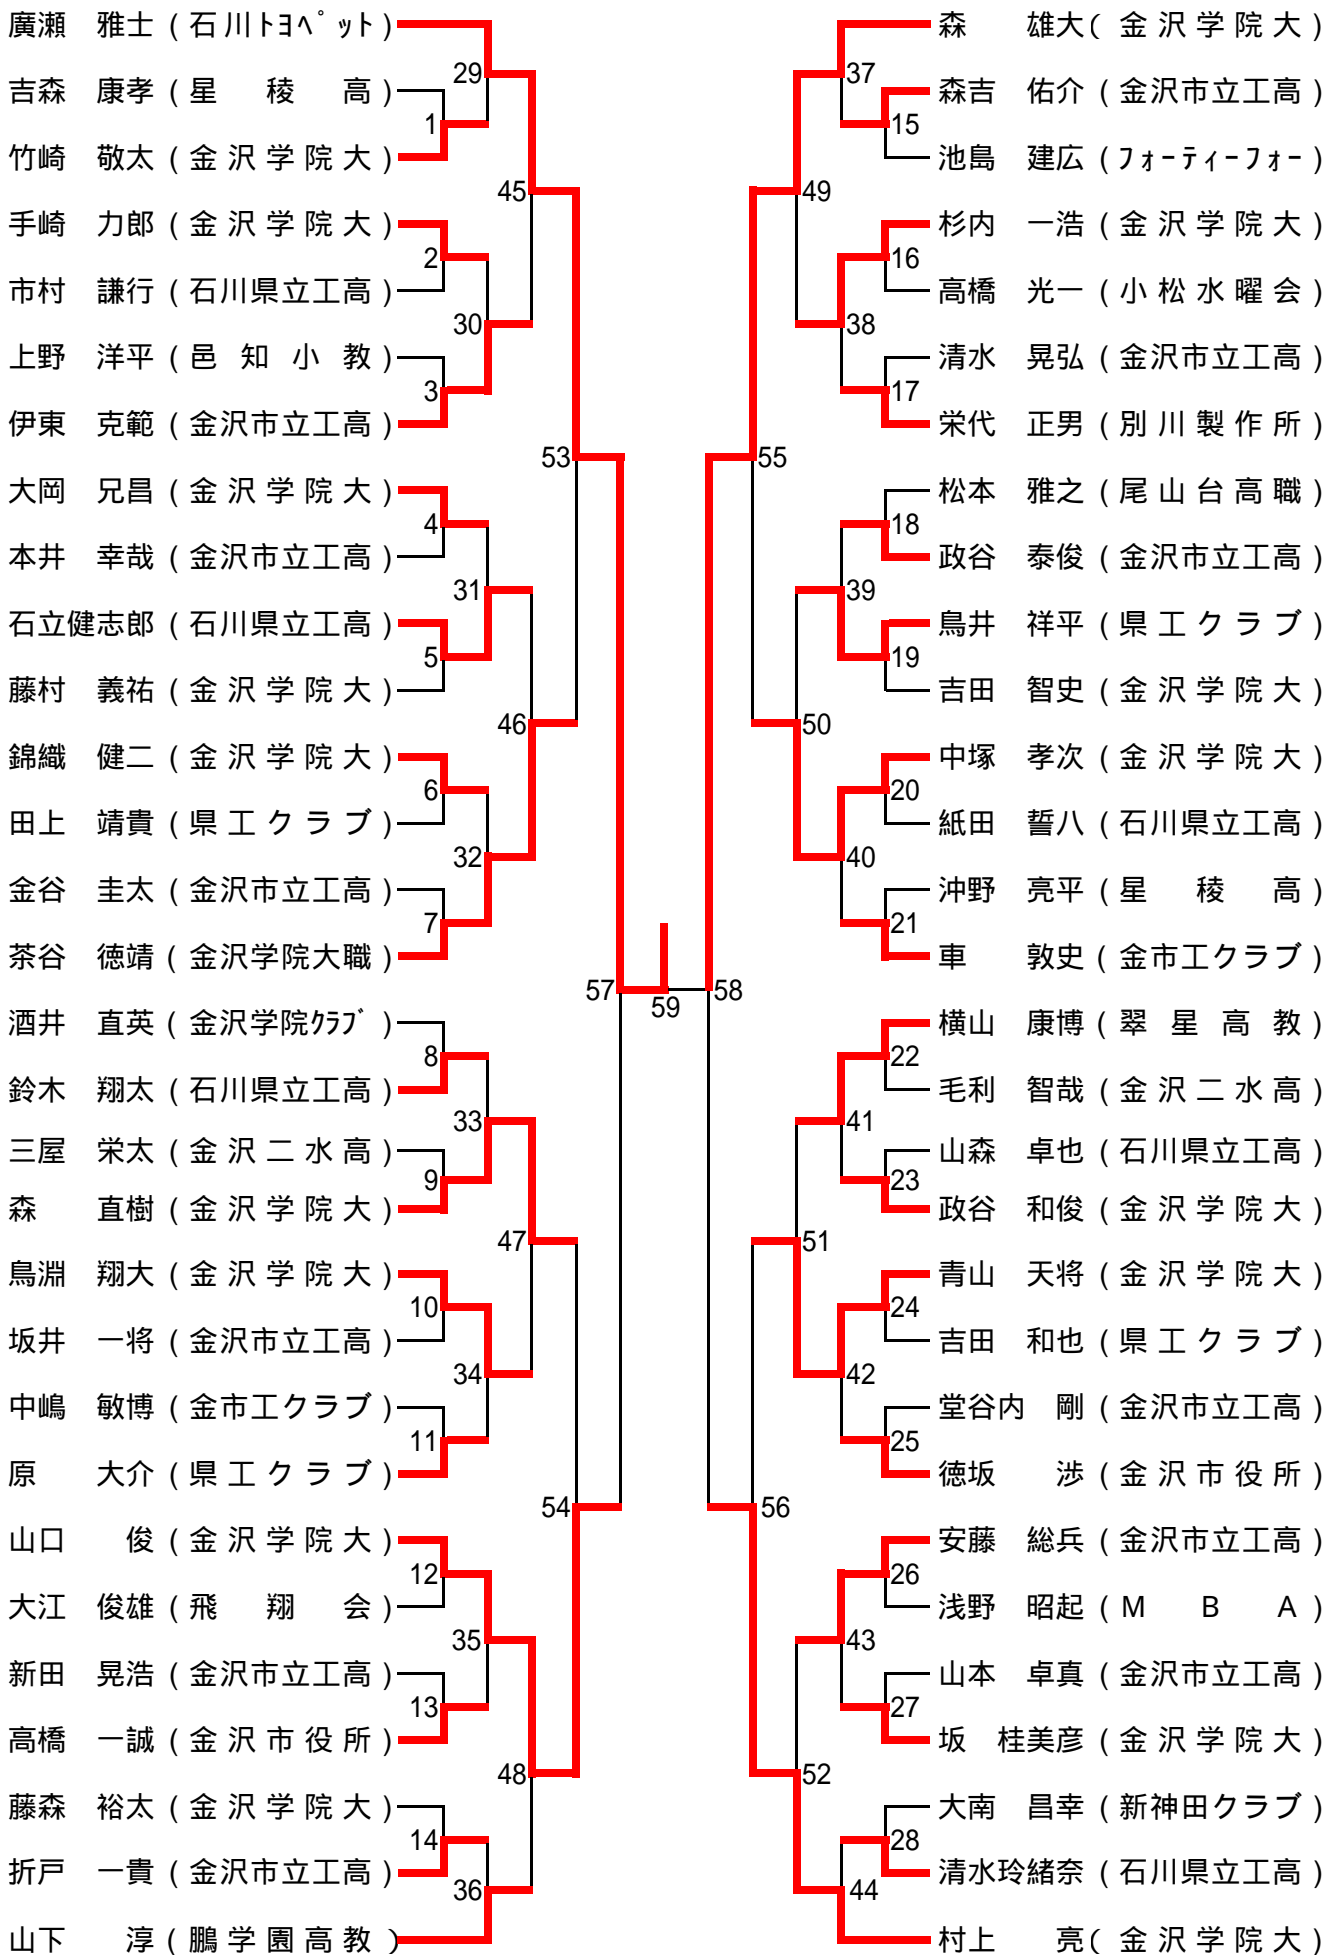 廣瀬　雅士 ( 石川トヨペット )
吉森　康孝 ( 星　稜　高 )
竹崎　敬太 ( 金沢学院大 )
手崎　力郎 ( 金沢学院大 )
市村　謙行 ( 石川県立工高 )
上野　洋平 ( 邑知小教 )
伊東　克範 ( 金沢市立工高 )
大岡　兄昌 ( 金沢学院大 )
本井　幸哉 ( 金沢市立工高 )
石立健志郎 ( 石川県立工高 )
藤村　義祐 ( 金沢学院大 )
錦織　健二 ( 金沢学院大 )
田上　靖貴 ( 県工クラブ )
金谷　圭太 ( 金沢市立工高 )
茶谷　徳靖 ( 金沢学院大職 )
酒井　直英 ( 金沢学院クラブ )
鈴木　翔太 ( 石川県立工高 )
三屋　栄太 ( 金沢二水高 )
森　　直樹 ( 金沢学院大 )
鳥淵　翔大 ( 金沢学院大 )
坂井　一将 ( 金沢市立工高 )
中嶋　敏博 ( 金市工クラブ )
原　　大介 ( 県工クラブ )
山口　　俊 ( 金沢学院大 )
大江　俊雄 ( 飛　翔　会 )
新田　晃浩 ( 金沢市立工高 )
高橋　一誠 ( 金沢市役所 )
藤森　裕太 ( 金沢学院大 )
折戸　一貴 ( 金沢市立工高 )
山下　　淳 ( 鵬学園高教 )
1
2
3
4
5
6
7
8
9
10
11
12
13
14
29
30
31
32
33
34
35
36
45
46
47
48
53
54
57
59
58
55
56
49
50
51
52
37
38
39
40
41
42
43
44
15
16
17
18
19
20
21
22
23
24
25
26
27
28
森　　雄大 ( 金沢学院大 )
森吉　佑介 ( 金沢市立工高 )
池島　建広 ( フォーティーフォー )
杉内　一浩 ( 金沢学院大 )
高橋　光一 ( 小松水曜会 )
清水　晃弘 ( 金沢市立工高 )
栄代　正男 ( 別川製作所 )
松本　雅之 ( 尾山台高職 )
政谷　泰俊 ( 金沢市立工高 )
鳥井　祥平 ( 県工クラブ )
吉田　智史 ( 金沢学院大 )
中塚　孝次 ( 金沢学院大 )
紙田　誓八 ( 石川県立工高 )
沖野　亮平 ( 星　稜　高 )
車　　敦史 ( 金市工クラブ )
横山　康博 ( 翠星高教 )
毛利　智哉 ( 金沢二水高 )
山森　卓也 ( 石川県立工高 )
政谷　和俊 ( 金沢学院大 )
青山　天将 ( 金沢学院大 )
吉田　和也 ( 県工クラブ )
堂谷内　剛 ( 金沢市立工高 )
徳坂　　渉 ( 金沢市役所 )
安藤　総兵 ( 金沢市立工高 )
浅野　昭起 ( Ｍ　Ｂ　Ａ )
山本　卓真 ( 金沢市立工高 )
坂　桂美彦 ( 金沢学院大 )
大南　昌幸 ( 新神田クラブ )
清水玲緒奈 ( 石川県立工高 )
村上　　亮 ( 金沢学院大 )